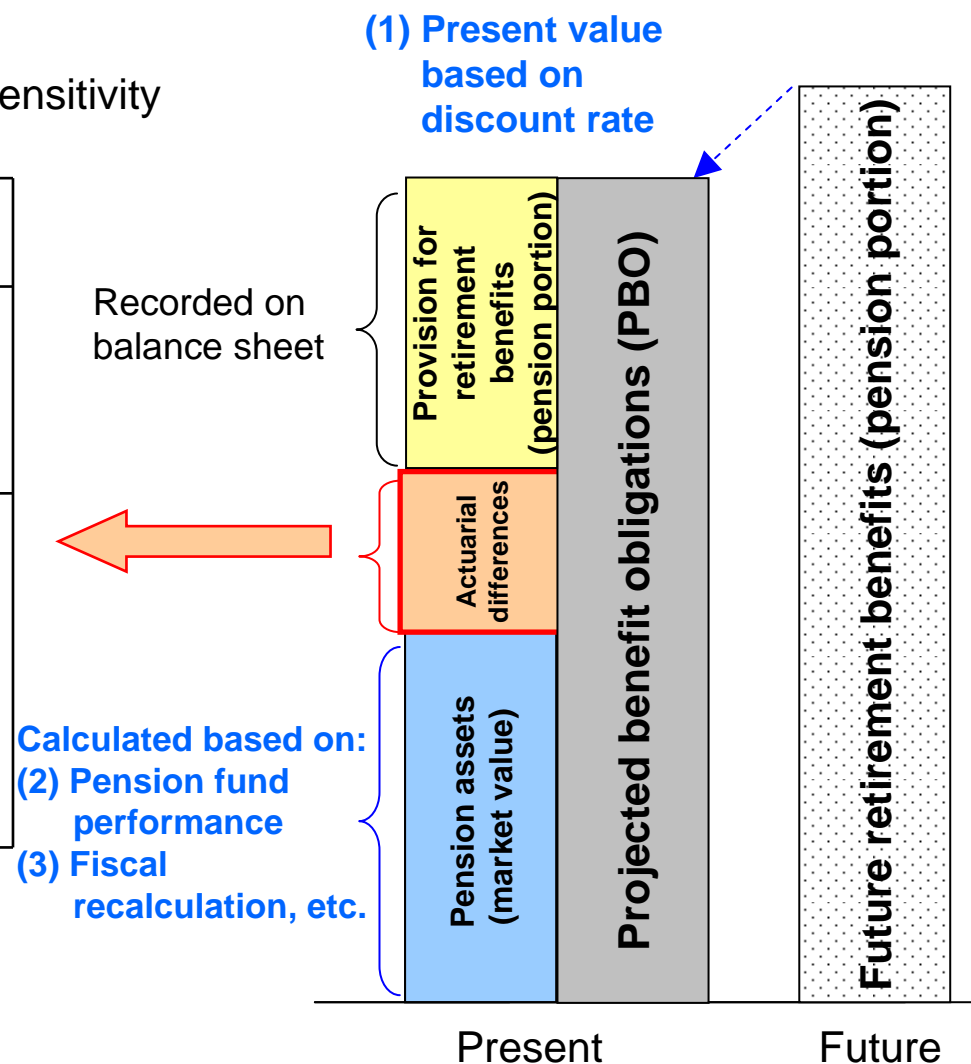 (1) Present value
based on
discount rate
ensitivity
Recorded on
balance sheet
Provision for
retirement
benefits
(pension portion)
Actuarial
differences
Calculated based on:
(2) Pension fund
performance
(3) Fiscal
recalculation, etc.
Pension assets
(market value)
Projected benefit obligations (PBO)
Future retirement benefits (pension portion)
Present
Future